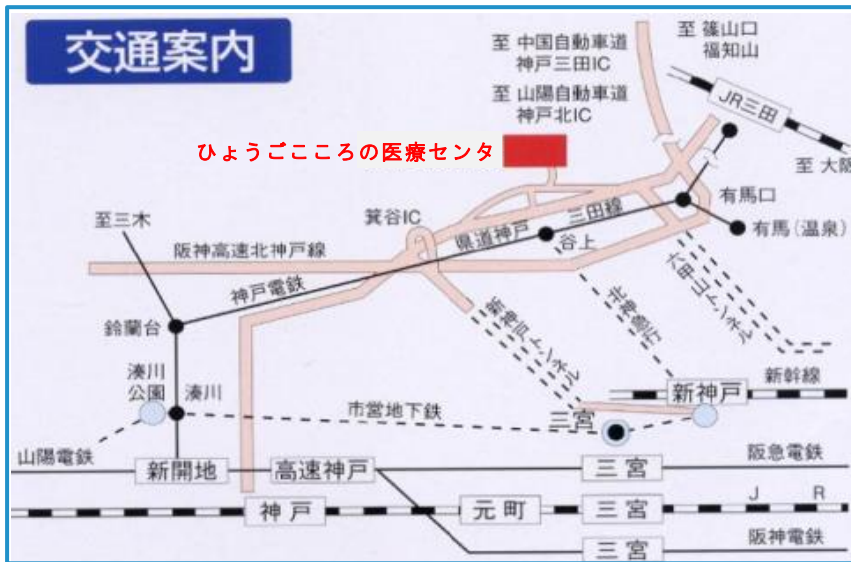 交通案内
至 中国自動車道
神戸三田IC
至 山陽自動車道
神戸北IC
至 篠山口
福知山
JR三田
至 大阪
ひょうごこころの医療センタ
有馬口
有馬(温泉)
至三木
箕谷IC
三田線
県道神戸
谷上
阪神高速北神戸線
神戸電鉄
新神戸トンネル
北神急行
六甲山トンネル
鈴蘭台
湊川
公園
湊川
市営地下鉄
三宮
新神戸
新幹線
山陽電鉄
新開地
高速神戸
三宮
阪急電鉄
神戸
元町
三宮
J R
三宮
阪神電鉄